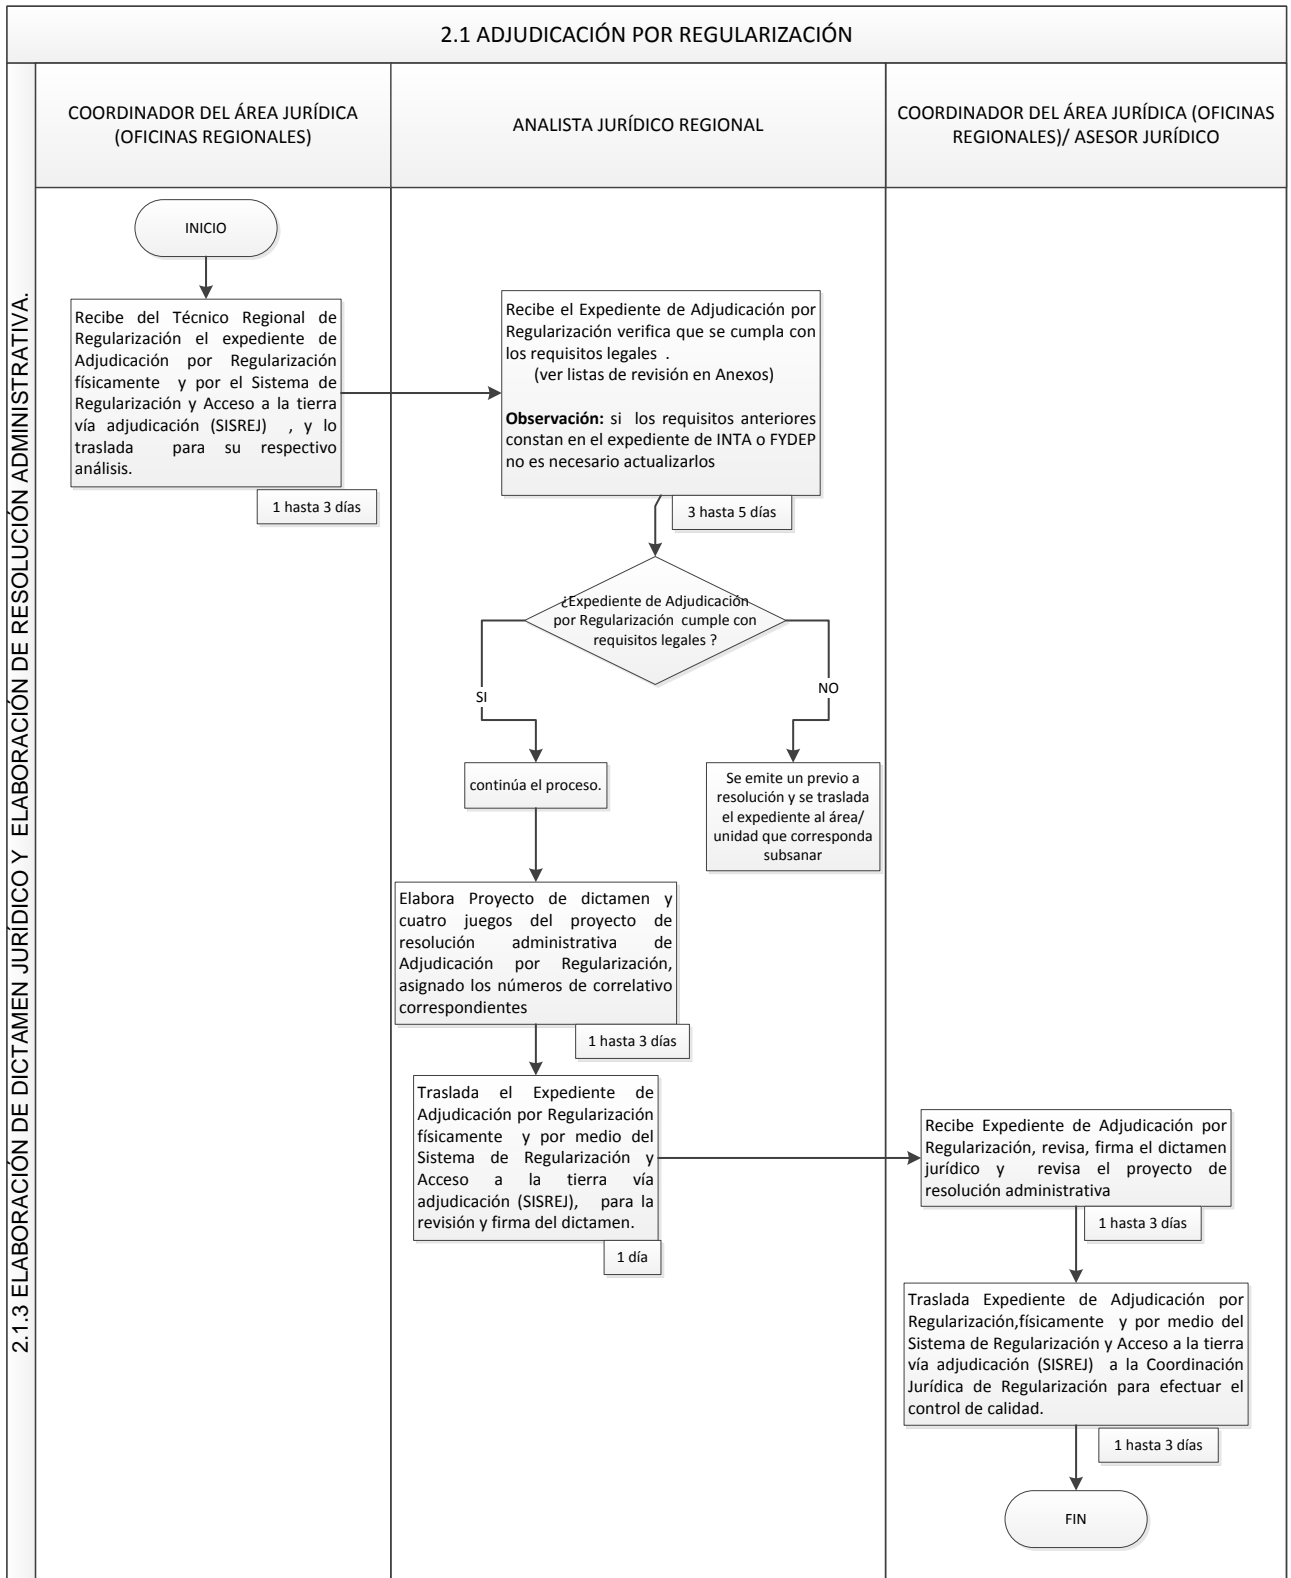 2.1 ADJUDICACIÓN POR REGULARIZACIÓN
2.1.3 ELABORACIÓN DE DICTAMEN JURÍDICO Y ELABORACIÓN DE RESOLUCIÓN ADMINISTRATIVA.
COORDINADOR DEL ÁREA JURÍDICA
(OFICINAS REGIONALES)
ANALISTA JURÍDICO REGIONAL
COORDINADOR DEL ÁREA JURÍDICA (OFICINAS
REGIONALES)/ ASESOR JURÍDICO
INICIO
Recibe del Técnico Regional de
Regularización el expediente de
Adjudicación por Regularización
físicamente y por el Sistema de
Regularización y Acceso a la tierra
vía adjudicación (SISREJ) , y lo
traslada para su respectivo
análisis.
1 hasta 3 días
Recibe el Expediente de Adjudicación por
Regularización verifica que se cumpla con
los requisitos legales .
(ver listas de revisión en Anexos)
Observación: si los requisitos anteriores
constan en el expediente de INTA o FYDEP
no es necesario actualizarlos
3 hasta 5 días
¿Expediente de Adjudicación
por Regularización cumple con
requisitos legales ?
SI
NO
continúa el proceso.
Se emite un previo a
resolución y se traslada
el expediente al área/
unidad que corresponda
subsanar
Elabora Proyecto de dictamen y
cuatro juegos del proyecto de
resolución administrativa de
Adjudicación por Regularización,
asignado los números de correlativo
correspondientes
1 hasta 3 días
Traslada el Expediente de
Adjudicación por Regularización
físicamente y por medio del
Sistema de Regularización y
Acceso a la tierra vía
adjudicación (SISREJ), para la
revisión y firma del dictamen.
1 día
Recibe Expediente de Adjudicación por
Regularización, revisa, firma el dictamen
jurídico y revisa el proyecto de
resolución administrativa
1 hasta 3 días
Traslada Expediente de Adjudicación por
Regularización,físicamente y por medio del
Sistema de Regularización y Acceso a la tierra
vía adjudicación (SISREJ) a la Coordinación
Jurídica de Regularización para efectuar el
control de calidad.
1 hasta 3 días
FIN